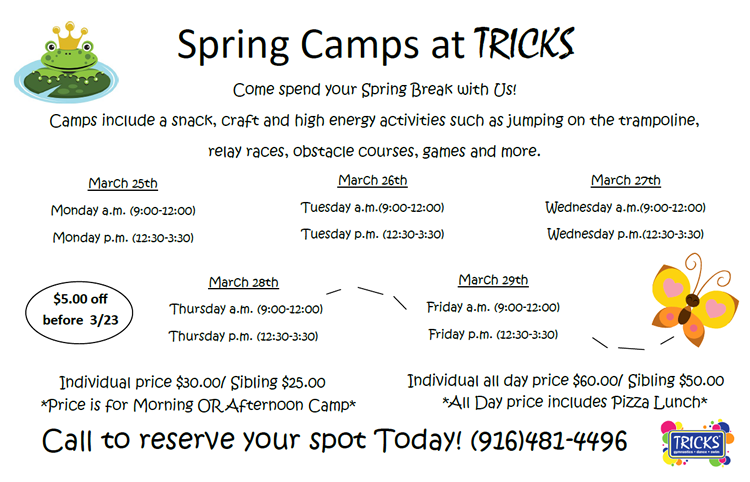 Spring Camps at TRICKS
Come spend your Spring Break with Us!
Camps include a snack, craft and high energy activities such as jumping on the trampoline,
relay races, obstacle courses, games and more.
March 25th
Monday a.m. (9:00-12:00)
Monday p.m. (12:30-3:30)
March 26th
Tuesday a.m.(9:00-12:00)
Tuesday p.m. (12:30-3:30)
March 27th
Wednesday a.m.(9:00-12:00)
Wednesday p.m.(12:30-3:30)
$5.00 off
before 3/23
March 28th
Thursday a.m. (9:00-12:00)
Thursday p.m. (12:30-3:30)
March 29th
Friday a.m. (9:00-12:00)
Friday p.m. (12:30-3:30)
Individual price $30.00/ Sibling $25.00
*Price is for Morning OR Afternoon Camp*
Individual all day price $60.00/ Sibling $50.00
*All Day price includes Pizza Lunch*
Call to reserve your spot Today! (916)481-4496
TRICKS
gymnastics • dance • swim